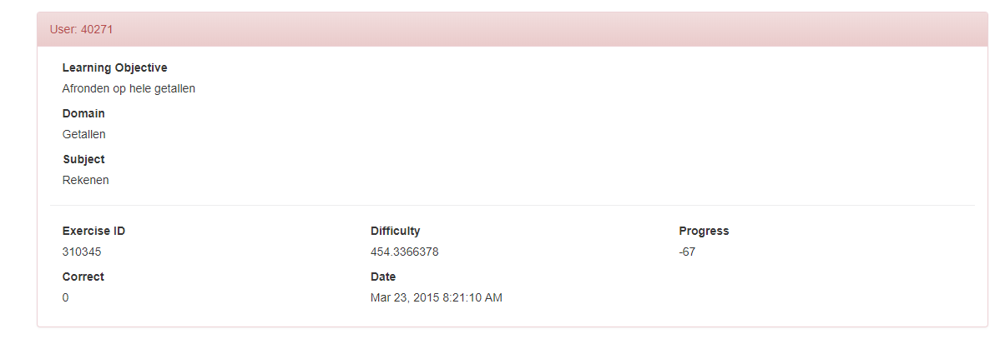 User: 40271
Learning Objective
Afronden op hele getallen
Domain
Getallen
Subject
Rekenen
Exercise ID Difficulty Progress
310345 454.3366378 -67
Correct Date
0 Mar 23, 2015 8:21:10 AM